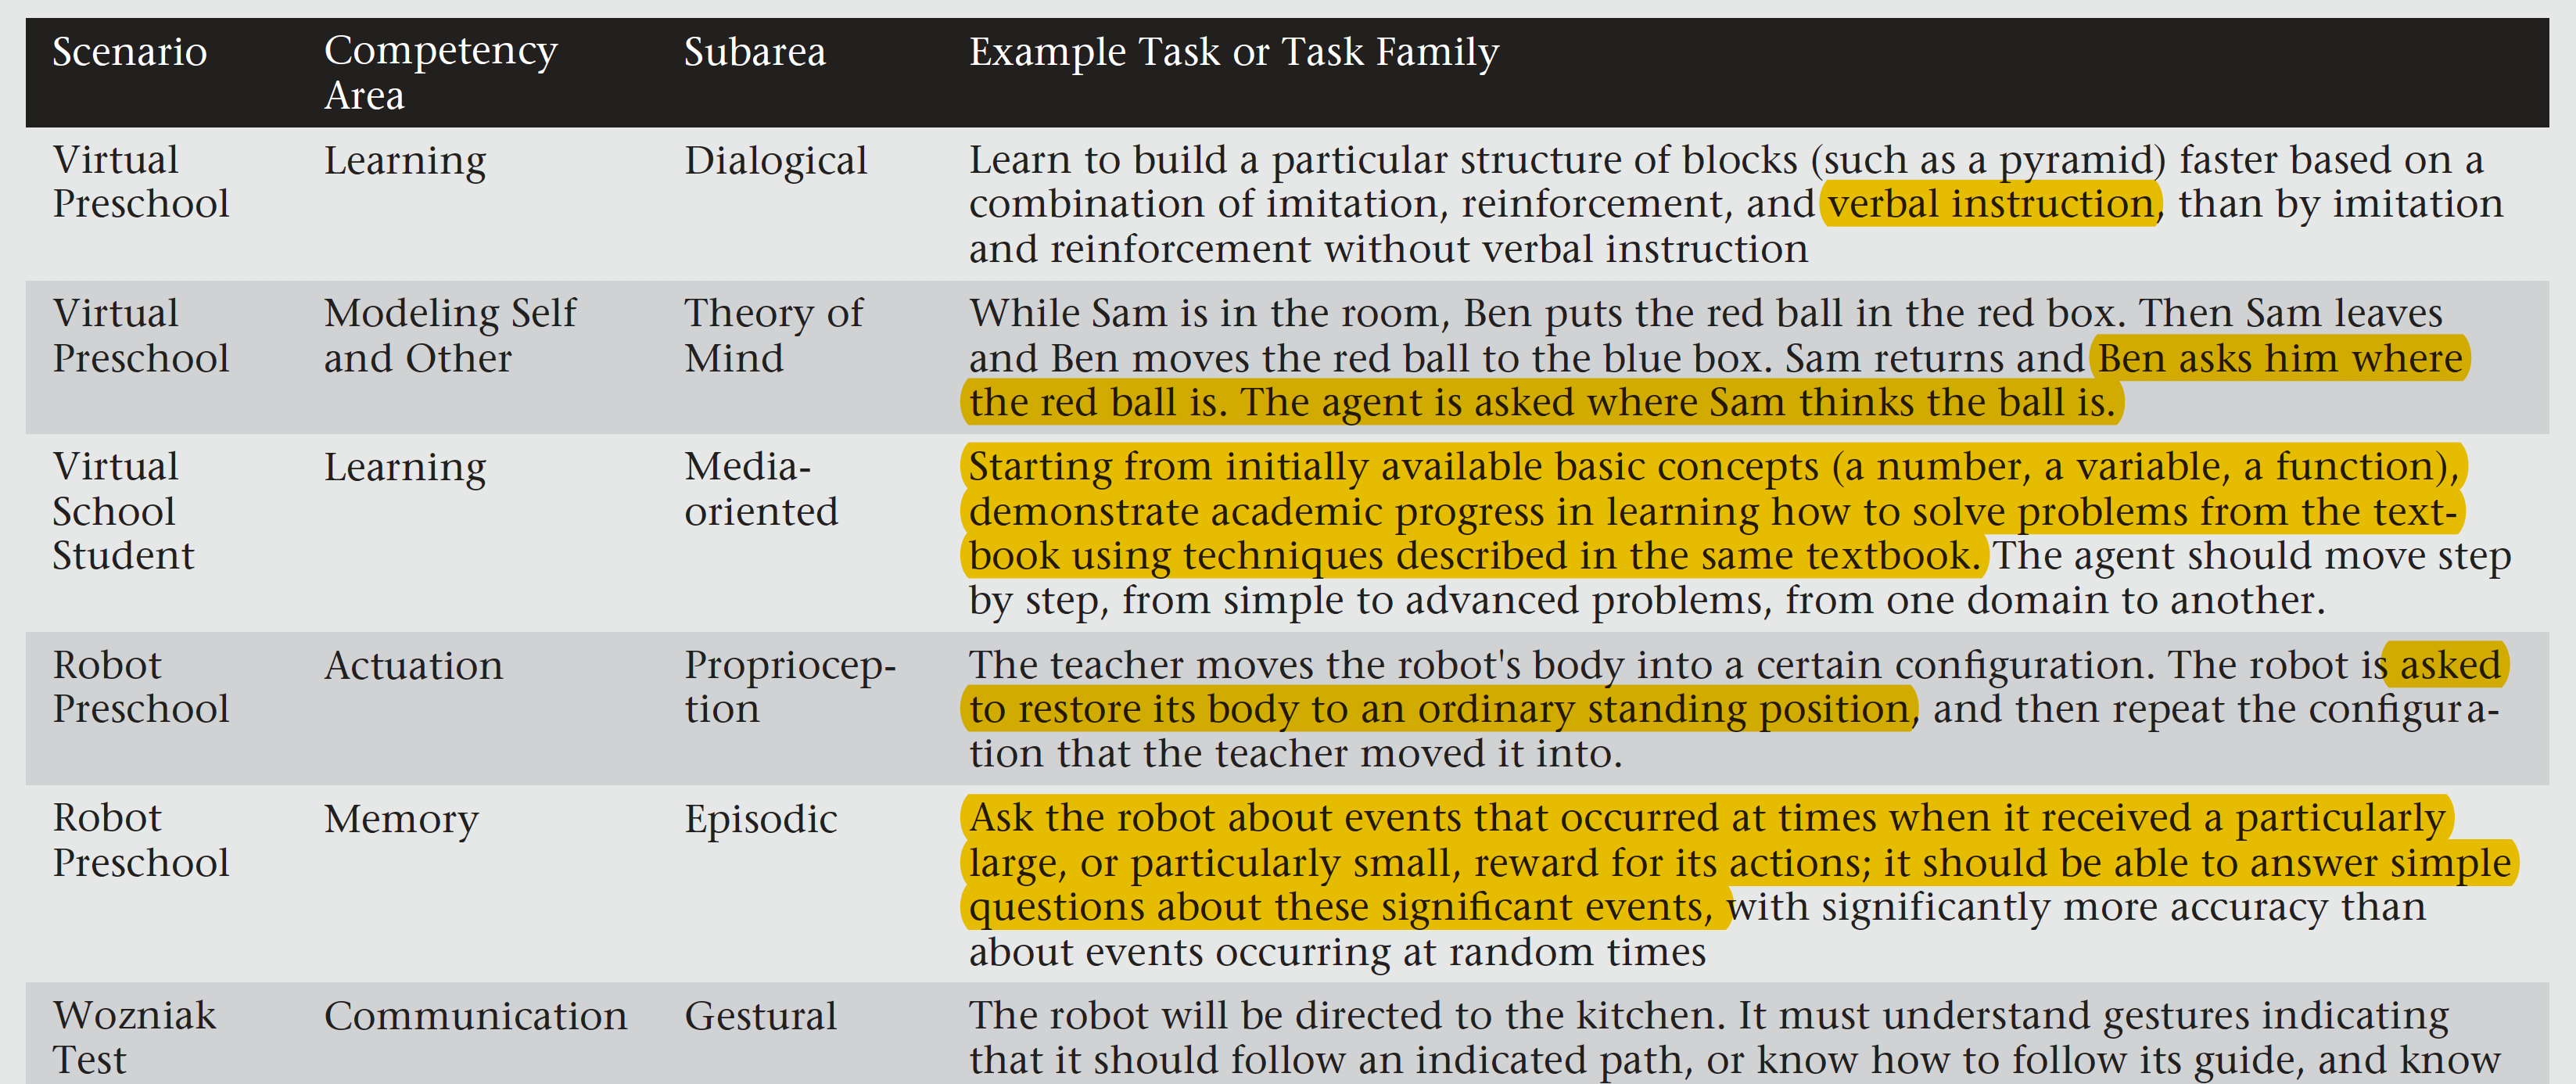 Scenario Competency Area Subarea Example Task or Task Family
Virtual Preschool Learning Dialogical Learn to build a particular structure of blocks (such as a pyramid) faster based on a
combination of imitation, reinforcement, and verbal instruction, than by imitation
and reinforcement without verbal instruction
Virtual Preschool Modeling Self and Other Theory of Mind While Sam is in the room, Ben puts the red ball in the red box. Then Sam leaves
and Ben moves the red ball to the blue box. Sam returns and Ben asks him where
the red ball is. The agent is asked where Sam thinks the ball is.
Virtual School Student Learning Media-oriented Starting from initially available basic concepts (a number, a variable, a function),
demonstrate academic progress in learning how to solve problems from the text-
book using techniques described in the same textbook. The agent should move step
by step, from simple to advanced problems, from one domain to another.
Robot Preschool Actuation Propriocep-tion The teacher moves the robot's body into a certain configuration. The robot is asked
to restore its body to an ordinary standing position, and then repeat the configura-
tion that the teacher moved it into.
Robot Preschool Memory Episodic Ask the robot about events that occurred at times when it received a particularly
large, or particularly small, reward for its actions; it should be able to answer simple
questions about these significant events, with significantly more accuracy than
about events occurring at random times
Wozniak Test Communication Gestural The robot will be directed to the kitchen. It must understand gestures indicating
that it should follow an indicated path, or know how to follow its guide, and know